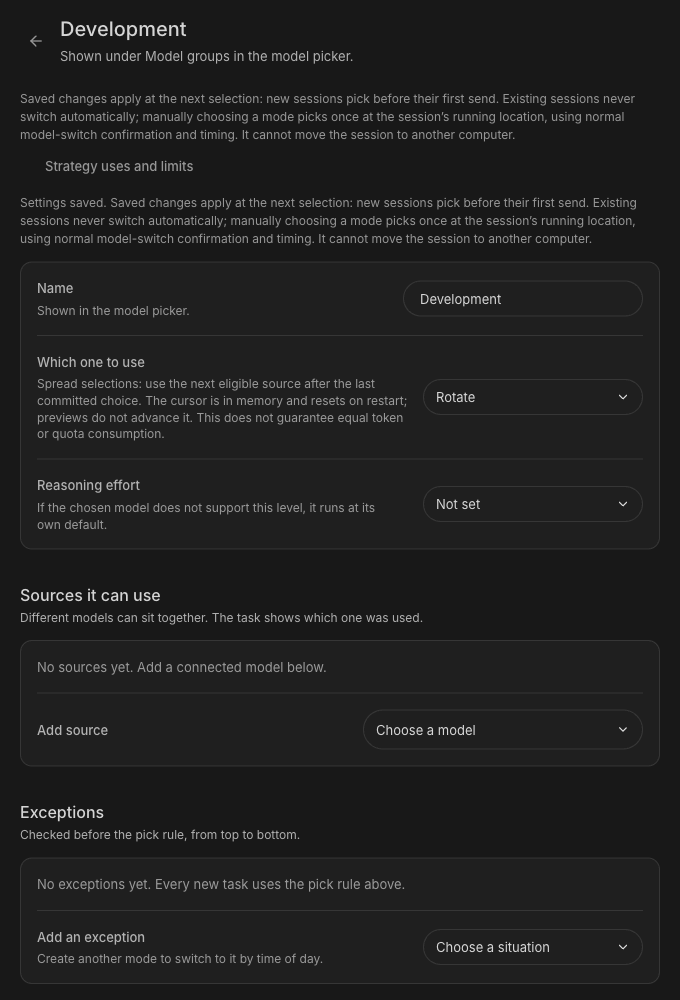 Development
Shown under Model groups in the model picker.
Saved changes apply at the next selection: new sessions pick before their first send. Existing sessions never
switch automatically; manually choosing a mode picks once at the session’s running location, using normal
model-switch confirmation and timing. It cannot move the session to another computer.
Strategy uses and limits
Settings saved. Saved changes apply at the next selection: new sessions pick before their first send. Existing
sessions never switch automatically; manually choosing a mode picks once at the session’s running location,
using normal model-switch confirmation and timing. It cannot move the session to another computer.
Name
Shown in the model picker.
Development
Which one to use
Spread selections: use the next eligible source after the last
committed choice. The cursor is in memory and resets on restart;
previews do not advance it. This does not guarantee equal token
or quota consumption.
Rotate
Reasoning effort
If the chosen model does not support this level, it runs at its
own default.
Not set
Sources it can use
Different models can sit together. The task shows which one was used.
No sources yet. Add a connected model below.
Add source
Choose a model
Exceptions
Checked before the pick rule, from top to bottom.
No exceptions yet. Every new task uses the pick rule above.
Add an exception
Create another mode to switch to it by time of day.
Choose a situation